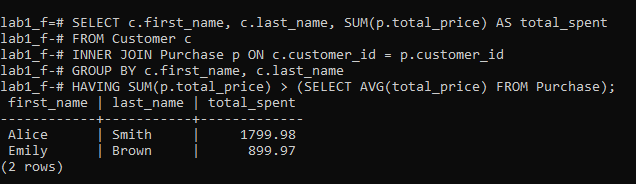 lab1_f=# SELECT c.first_name, c.last_name, SUM(p.total_price) AS total_spent
lab1_f-# FROM Customer c
lab1_f-# INNER JOIN Purchase p ON c.customer_id = p.customer_id
lab1_f-# GROUP BY c.first_name, c.last_name
lab1_f-# HAVING SUM(p.total_price) > (SELECT AVG(total_price) FROM Purchase);
 first_name | last_name | total_spent
------------+-----------+-------------
 Alice      | Smith     |     1799.98
 Emily      | Brown     |      899.97
(2 rows)